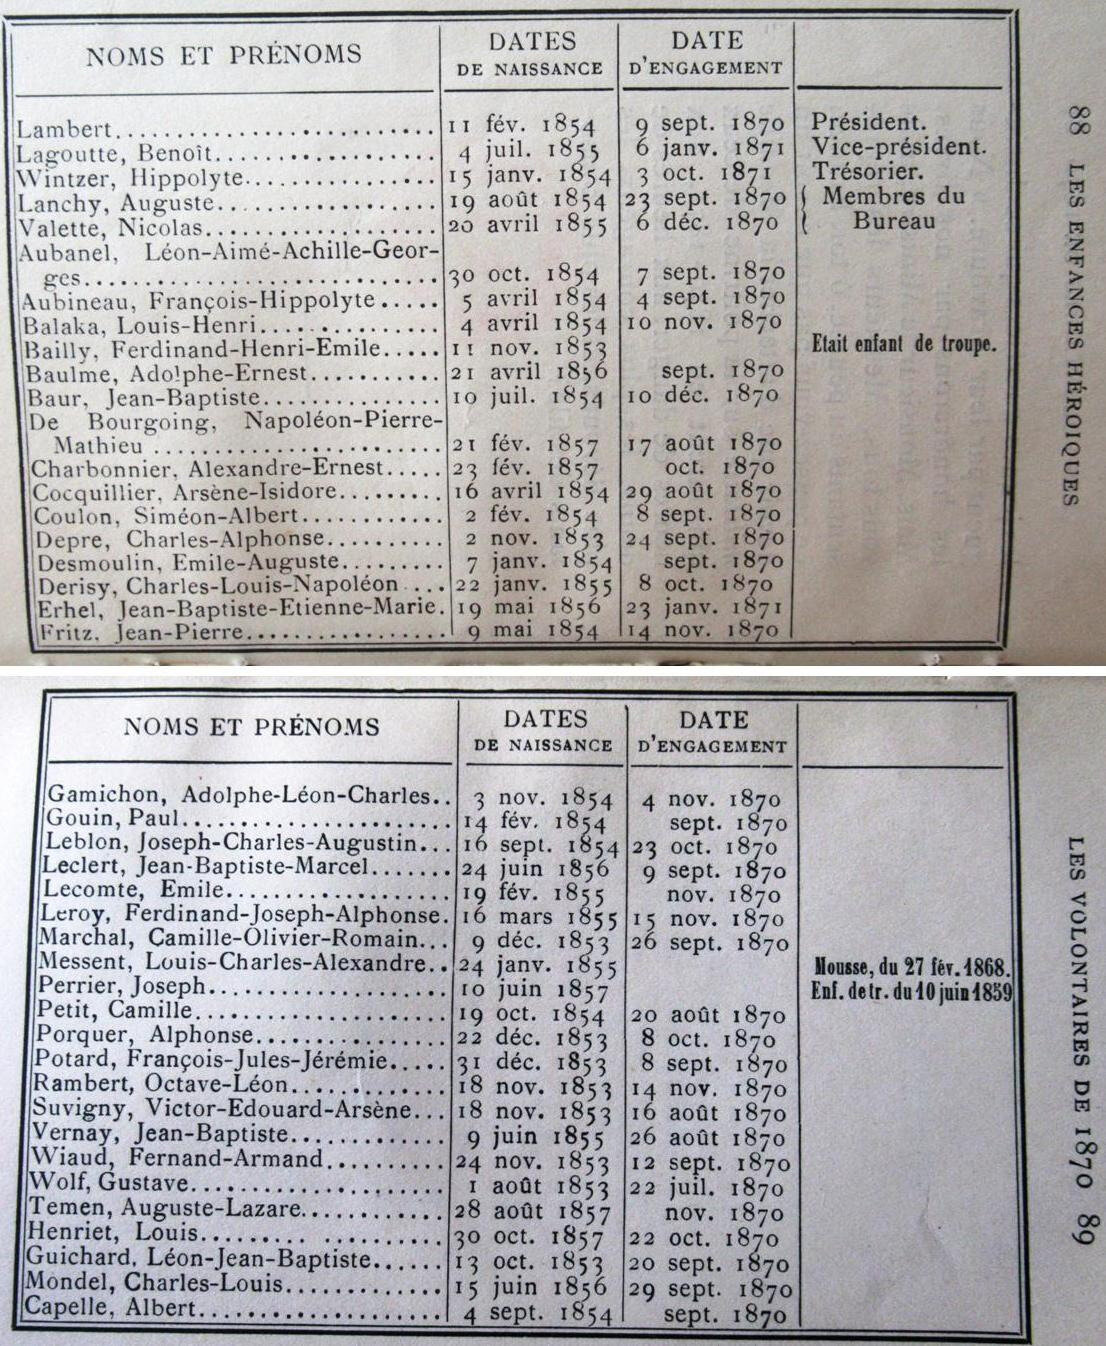 NOMS ET PRÉNOMS DATES DE NAISSANCE DATE D'ENGAGEMENT
Lambert 11 fév. 1854 9 sept. 1870 Président.
Lagoutte, Benoît 4 juil. 1855 6 janv. 1871 Vice-président.
Wintzer, Hippolyte 15 janv. 1854 3 oct. 1871 Trésorier.
Lanchy, Auguste 19 août 1854 23 sept. 1870 Membres du
Valette, Nicolas 20 avril 1855 6 déc. 1870 Bureau
Aubanel, Léon-Aimé-Achille-Geor-
ges 30 oct. 1854 7 sept. 1870
Aubineau, François-Hippolyte 5 avril 1854 4 sept. 1870
Balaka, Louis-Henri 4 avril 1854 10 nov. 1870
Bailly, Ferdinand-Henri-Emile 11 nov. 1853 Etait enfant de troupe.
Baulme, Adolphe-Ernest 21 avril 1856 sept. 1870
Baur, Jean-Baptiste 10 juil. 1854 10 déc. 1870
De Bourgoing, Napoléon-Pierre-
Mathieu 21 fév. 1857 17 août 1870
Charbonnier, Alexandre-Ernest 23 fév. 1857 oct. 1870
Cocquillier, Arsène-Isidore 16 avril 1854 29 août 1870
Coulon, Siméon-Albert 2 fév. 1854 8 sept. 1870
Depre, Charles-Alphonse 2 nov. 1853 24 sept. 1870
Desmoulin, Emile-Auguste 7 janv. 1854 sept. 1870
Derisy, Charles-Louis-Napoléon 22 janv. 1855 8 oct. 1870
Erhel, Jean-Baptiste-Etienne-Marie. 19 mai 1856 23 janv. 1871
Fritz, Jean-Pierre 9 mai 1854 14 nov. 1870
88 LES ENFANCES HÉROIQUES
NOMS ET PRÉNOMS DATES DE NAISSANCE DATE D'ENGAGEMENT
Gamichon, Adolphe-Léon-Charles 3 nov. 1854 4 nov. 1870
Gouin, Paul 14 fév. 1854 sept. 1870
Leblon, Joseph-Charles-Augustin 16 sept. 1854 23 oct. 1870
Leclert, Jean-Baptiste-Marcel 24 juin 1856 9 sept. 1870
Lecomte, Emile 19 fév. 1855 nov. 1870
Leroy, Ferdinand-Joseph-Alphonse. 16 mars 1855 15 nov. 1870
Marchal, Camille-Olivier-Romain 9 déc. 1853 26 sept. 1870
Messent, Louis-Charles-Alexandre 24 janv. 1855 Mousse, du 27 fév. 1868.
Perrier, Joseph 10 juin 1857 Enf. de tr. du 10 juin 1859
Petit, Camille 19 oct. 1854 20 août 1870
Porquer, Alphonse 22 déc. 1853 8 oct. 1870
Potard, François-Jules-Jérémie 31 déc. 1853 8 sept. 1870
Rambert, Octave-Léon 18 nov. 1853 14 nov. 1870
Suvigny, Victor-Edouard-Arsène 18 nov. 1853 16 août 1870
Vernay, Jean-Baptiste 9 juin 1855 26 août 1870
Wiaud, Fernand-Armand 24 nov. 1853 12 sept. 1870
Wolf, Gustave 1 août 1853 22 juil. 1870
Temen, Auguste-Lazare 28 août 1857 nov. 1870
Henriet, Louis 30 oct. 1857 22 oct. 1870
Guichard, Léon-Jean-Baptiste 13 oct. 1853 20 sept. 1870
Mondel, Charles-Louis 15 juin 1856 29 sept. 1870
Capelle, Albert 4 sept. 1854 sept. 1870
LES VOLONTAIRES DE 1870 89